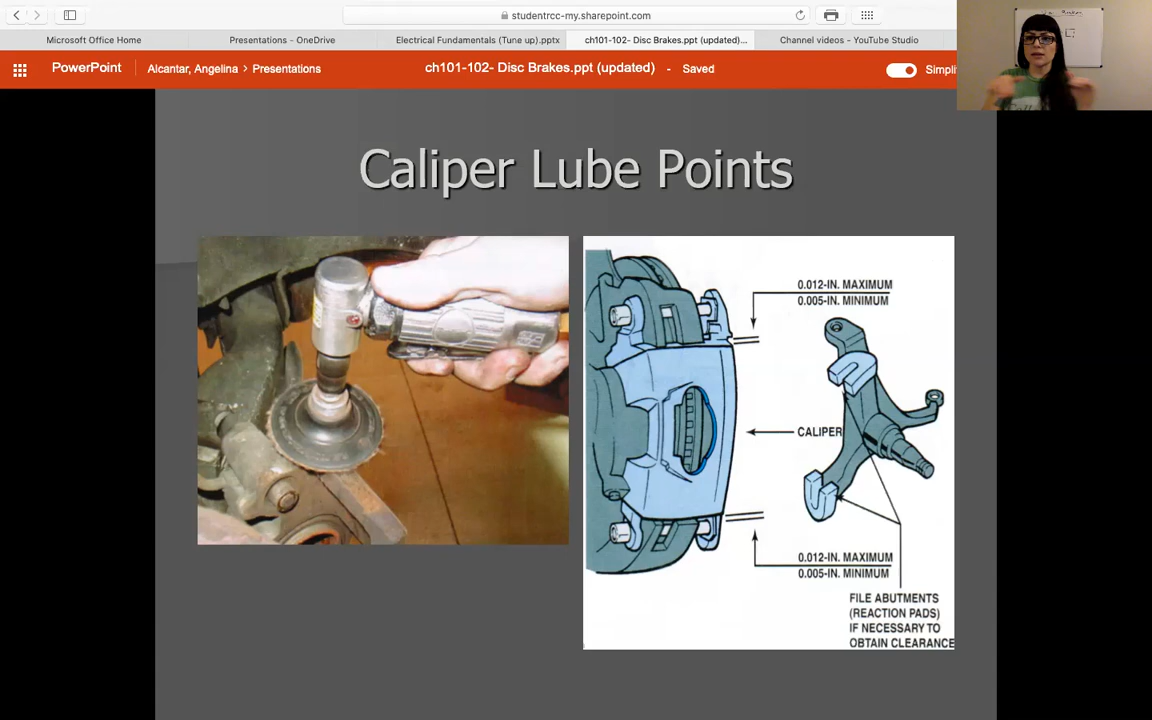 studentrcc-my.sharepoint.com
Microsoft Office Home
Presentations - OneDrive
Electrical Fundamentals (Tune up).pptx
ch101-102- Disc Brakes.ppt (updated)...
Channel videos - YouTube Studio
PowerPoint
Alcantar, Angelina > Presentations
ch101-102- Disc Brakes.ppt (updated) - Saved
Simpli
Caliper Lube Points
0.012-IN. MAXIMUM
0.005-IN. MINIMUM
CALIPER
0.012-IN. MAXIMUM
0.005-IN. MINIMUM
FILE ABUTMENTS
(REACTION PADS)
IF NECESSARY TO
OBTAIN CLEARANCE